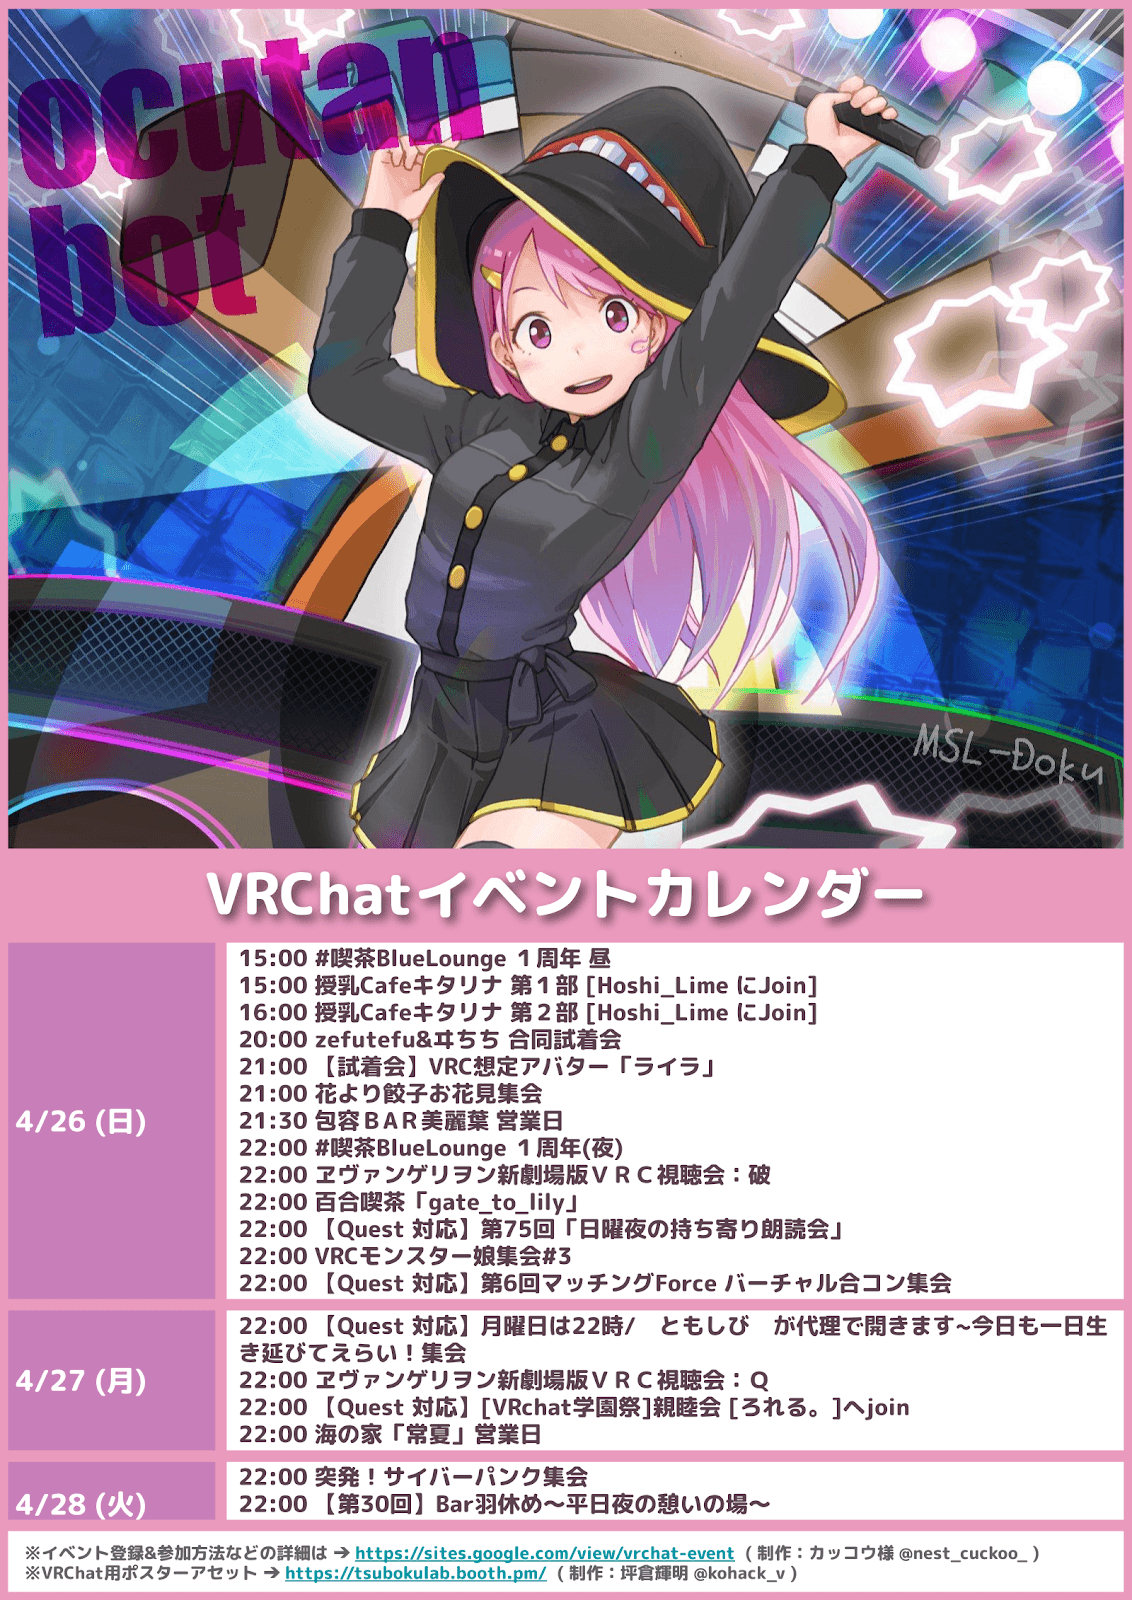 ocutan
bot
MSL-Doku
VRChatイベントカレンダー
4/26 (日)
15:00 #喫茶BlueLounge １周年 昼
15:00 授乳Cafeキタリナ 第１部 [Hoshi_Lime にJoin]
16:00 授乳Cafeキタリナ 第２部 [Hoshi_Lime にJoin]
20:00 zefutefu&ヰちち 合同試着会
21:00 【試着会】VRC想定アバター「ライラ」
21:00 花より餃子お花見集会
21:30 包容ＢＡＲ美麗葉 営業日
22:00 #喫茶BlueLounge １周年(夜)
22:00 ヱヴァンゲリヲン新劇場版ＶＲＣ視聴会：破
22:00 百合喫茶「gate_to_lily」
22:00 【Quest 対応】第75回「日曜夜の持ち寄り朗読会」
22:00 VRCモンスター娘集会#3
22:00 【Quest 対応】第6回マッチングForce バーチャル合コン集会
4/27 (月)
22:00 【Quest 対応】月曜日は22時/　ともしび　が代理で開きます~今日も一日生
き延びてえらい！集会
22:00 ヱヴァンゲリヲン新劇場版ＶＲＣ視聴会：Ｑ
22:00 【Quest 対応】[VRchat学園祭]親睦会 [ろれる。]へjoin
22:00 海の家「常夏」営業日
4/28 (火)
22:00 突発！サイバーパンク集会
22:00 【第30回】Bar羽休め～平日夜の憩いの場～
※イベント登録&参加方法などの詳細は → https://sites.google.com/view/vrchat-event ( 制作：カッコウ様 @nest_cuckoo_ )
※VRChat用ポスターアセット → https://tsubokulab.booth.pm/ ( 制作：坪倉輝明 @kohack_v )